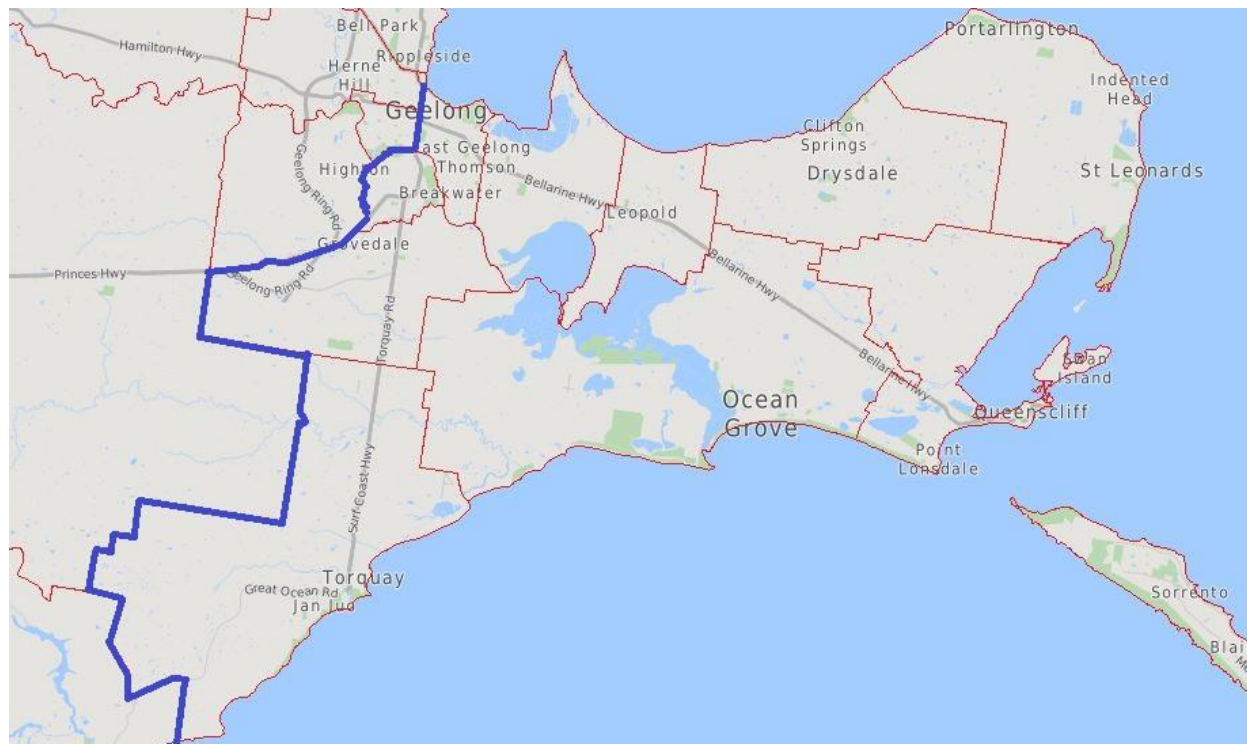 Bell Park
Portarlington
Hamilton Hwy
Rippleside
Herne
Hill
Indented
Head
Geelong
Clifton
Springs
East Geelong
Highton
Thomson
Drysdale
St Leonards
Geelong Ring Rd
Breakwater
Bellarine Hwy
Leopold
Grovedale
Princes Hwy
Geelong Ring Rd
Bellarine Hwy
Torquay Rd
Bellarine Hwy
Swan
Island
Ocean
Grove
Queenscliff
Point
Lonsdale
Surf Coast Hwy
Torquay
Great Ocean Rd
Jan Juc
Sorrento
Blai